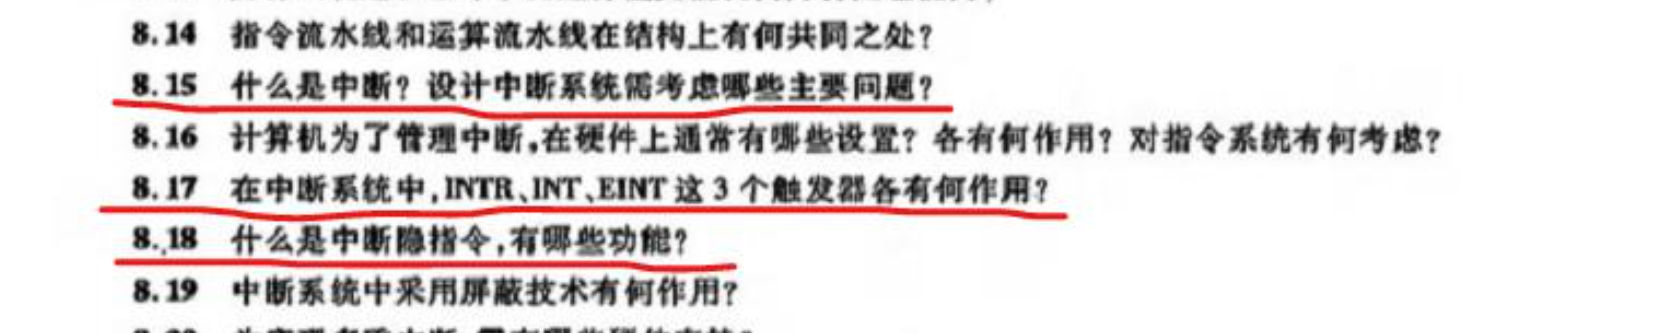 8.14 指令流水线和运算流水线在结构上有何共同之处?
8.15 什么是中断? 设计中断系统需考虑哪些主要问题?
8.16 计算机为了管理中断,在硬件上通常有哪些设置? 各有何作用? 对指令系统有何考虑?
8.17 在中断系统中,INTR、INT、EINT 这 3 个触发器各有何作用?
8.18 什么是中断隐指令,有哪些功能?
8.19 中断系统中采用屏蔽技术有何作用?